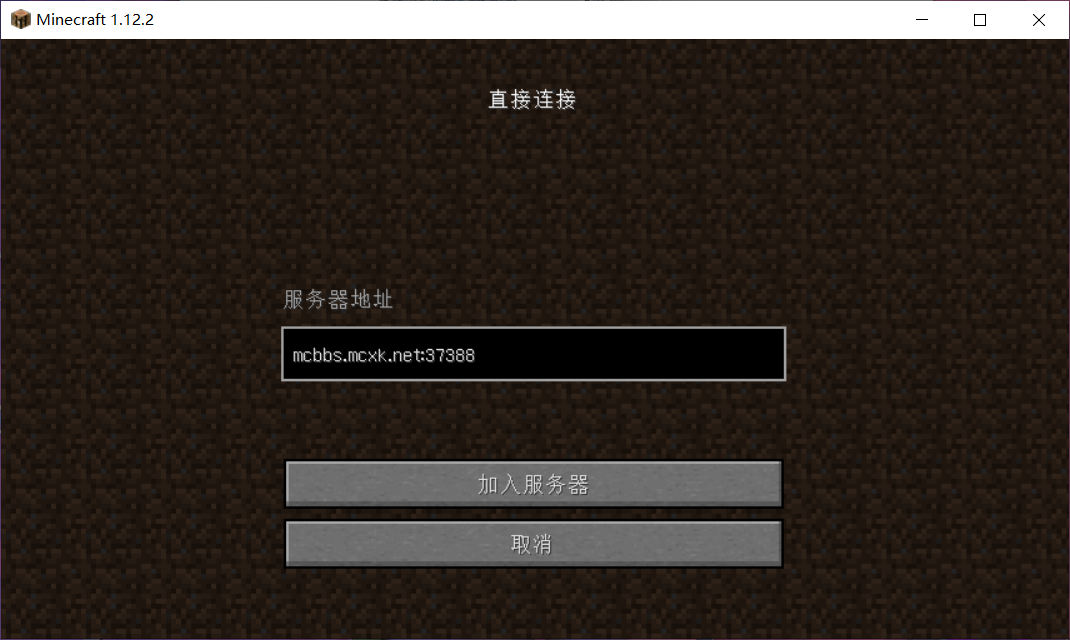 Minecraft 1.12.2
直接连接
服务器地址
mcbbs.mcxk.net:37388
加入服务器
取消